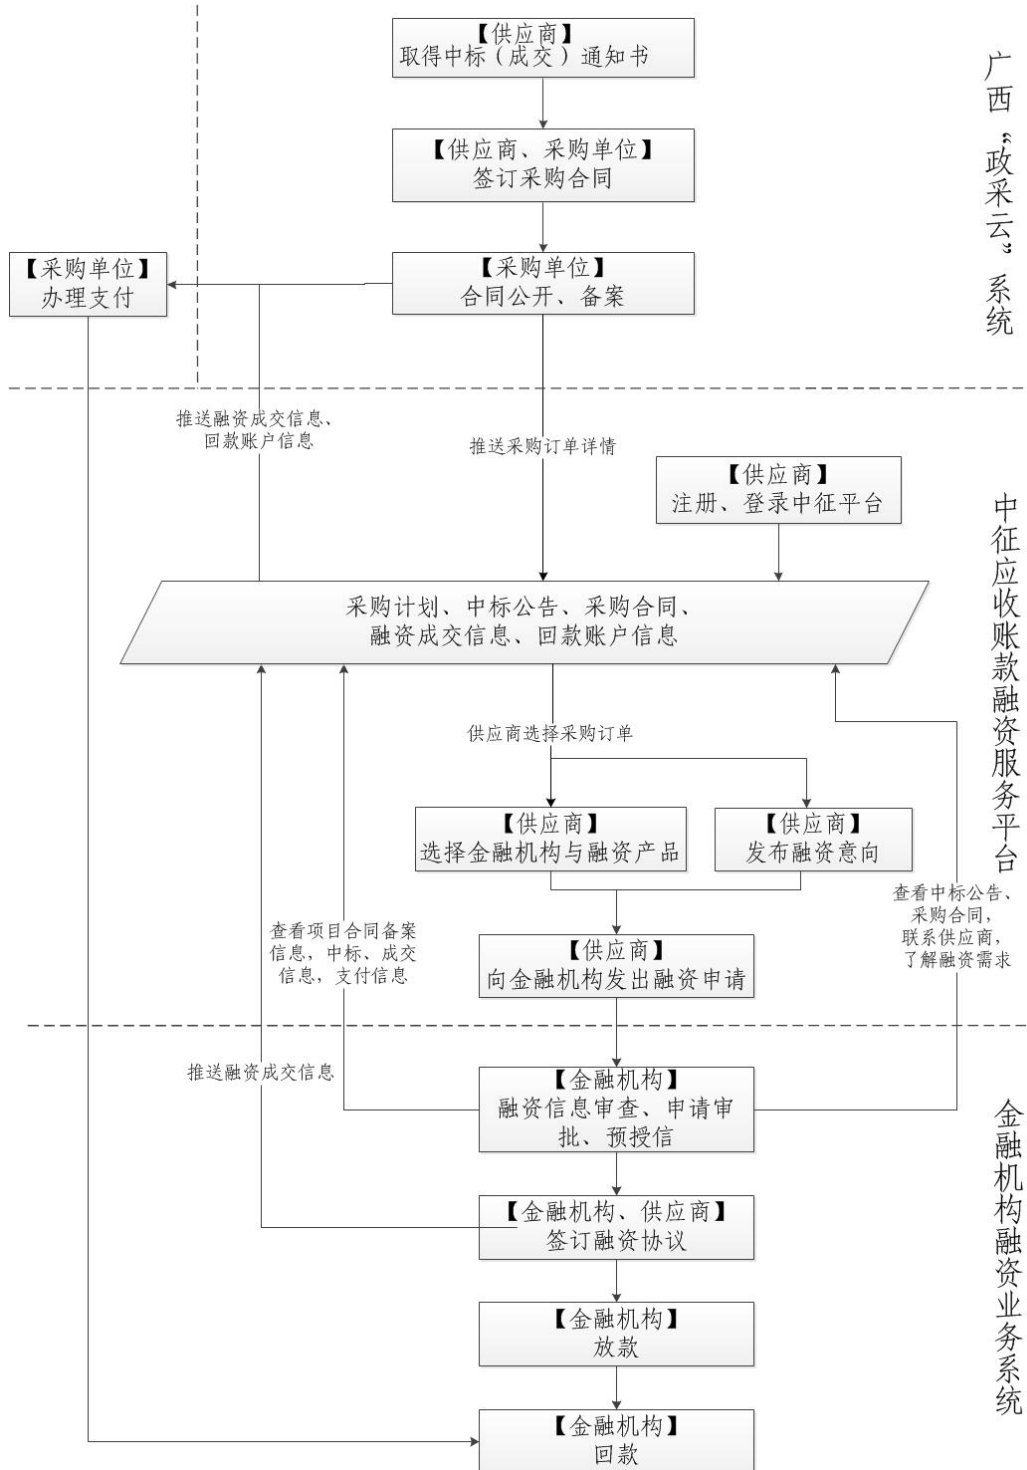 【供应商】
取得中标（成交）通知书
【供应商、采购单位】
签订采购合同
【采购单位】
合同公开、备案
【采购单位】
办理支付
广西“政采云”系统
推送融资成交信息、
回款账户信息
推送采购订单详情
【供应商】
注册、登录中征平台
采购计划、中标公告、采购合同、
融资成交信息、回款账户信息
中征应收账款融资服务平台
供应商选择采购订单
【供应商】
选择金融机构与融资产品
【供应商】
发布融资意向
查看中标公告、
采购合同，
联系供应商，
了解融资需求
查看项目合同备案
信息，中标、成交
信息，支付信息
【供应商】
向金融机构发出融资申请
推送融资成交信息
【金融机构】
融资信息审查、申请审
批、预授信
【金融机构、供应商】
签订融资协议
【金融机构】
放款
【金融机构】
回款
金融机构融资业务系统